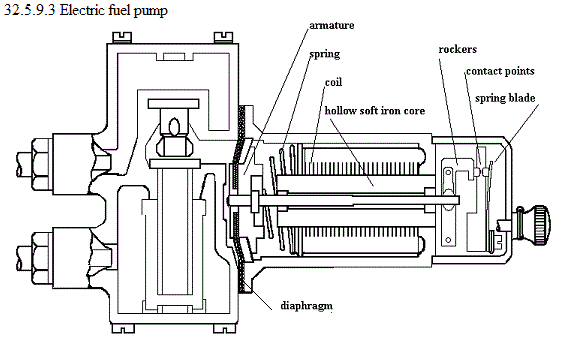 32.5.9.3 Electric fuel pump
armature
spring
rockers
coil
contact points
spring blade
hollow soft iron core
diaphragm